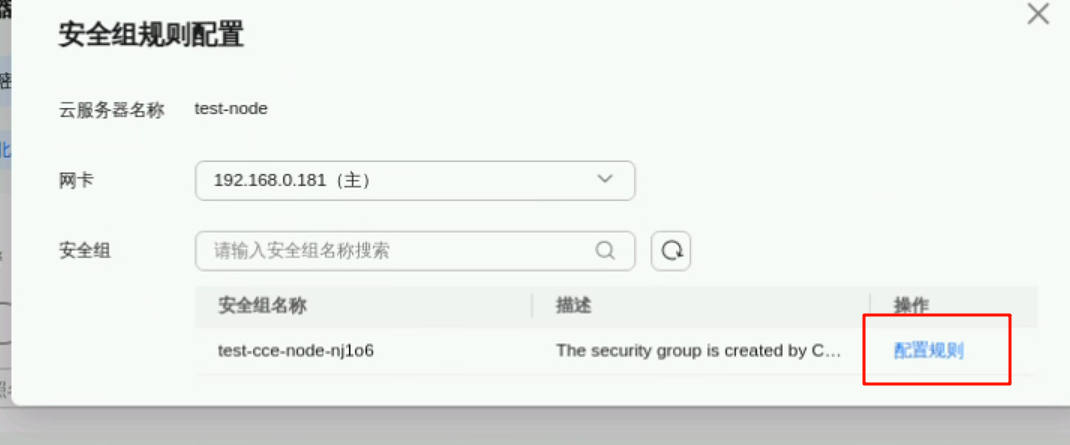 安全组规则配置
云服务器名称 test-node
网卡 192.168.0.181（主）
安全组 请输入安全组名称搜索
安全组名称 描述 操作
test-cce-node-nj1o6 The security group is created by C... 配置规则